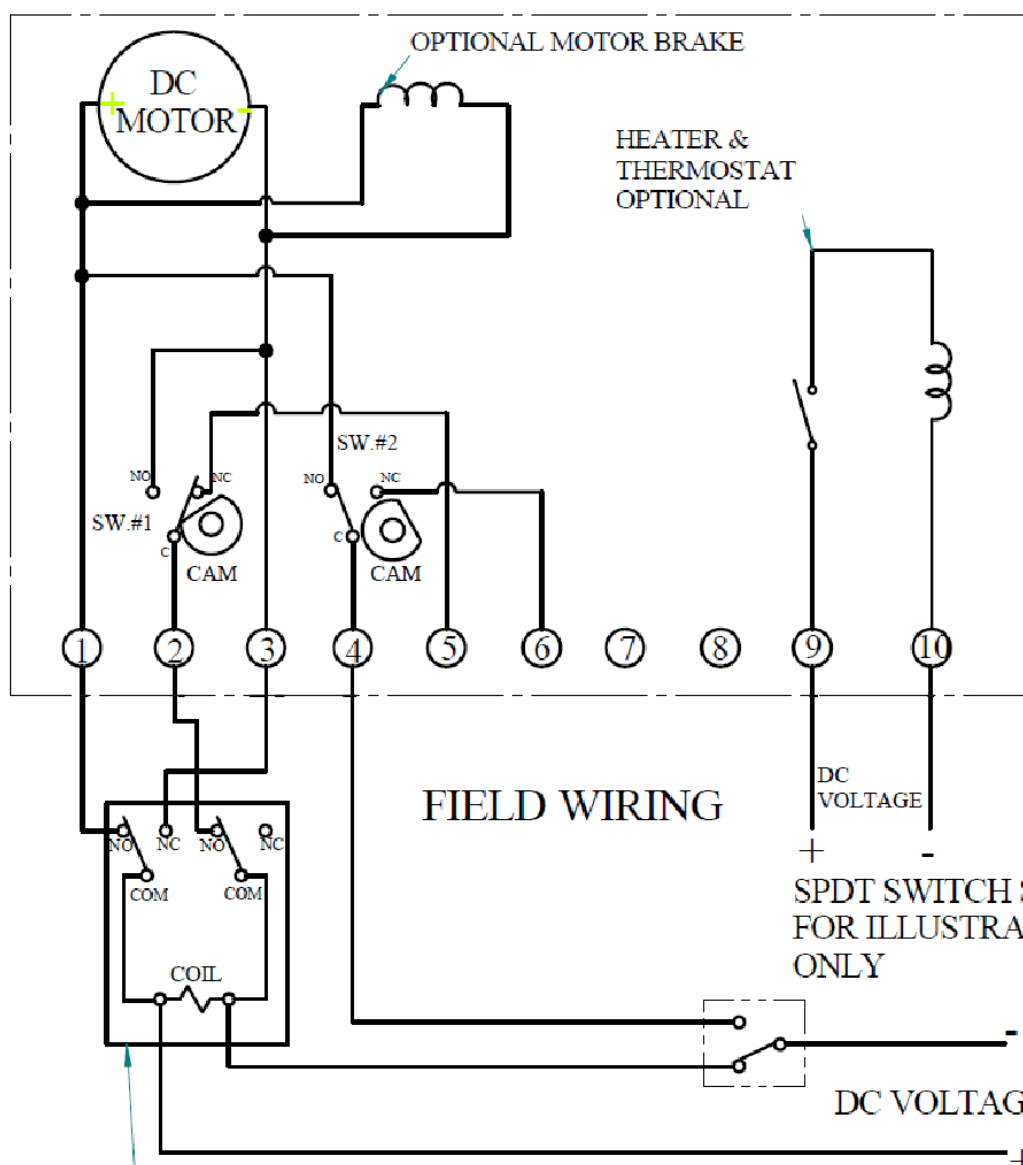 OPTIONAL MOTOR BRAKE
DC
+ MOTOR -
HEATER &
THERMOSTAT
OPTIONAL
SW.#2
NO
NC
NO
NC
SW.#1
C
C
CAM
CAM
1 2 3 4 5 6 7 8 9 10
FIELD WIRING
DC
VOLTAGE
NO NC NO NC
+ -
COM COM
SPDT SWITCH
FOR ILLUSTRA
ONLY
COIL
-
DC VOLTAG
+